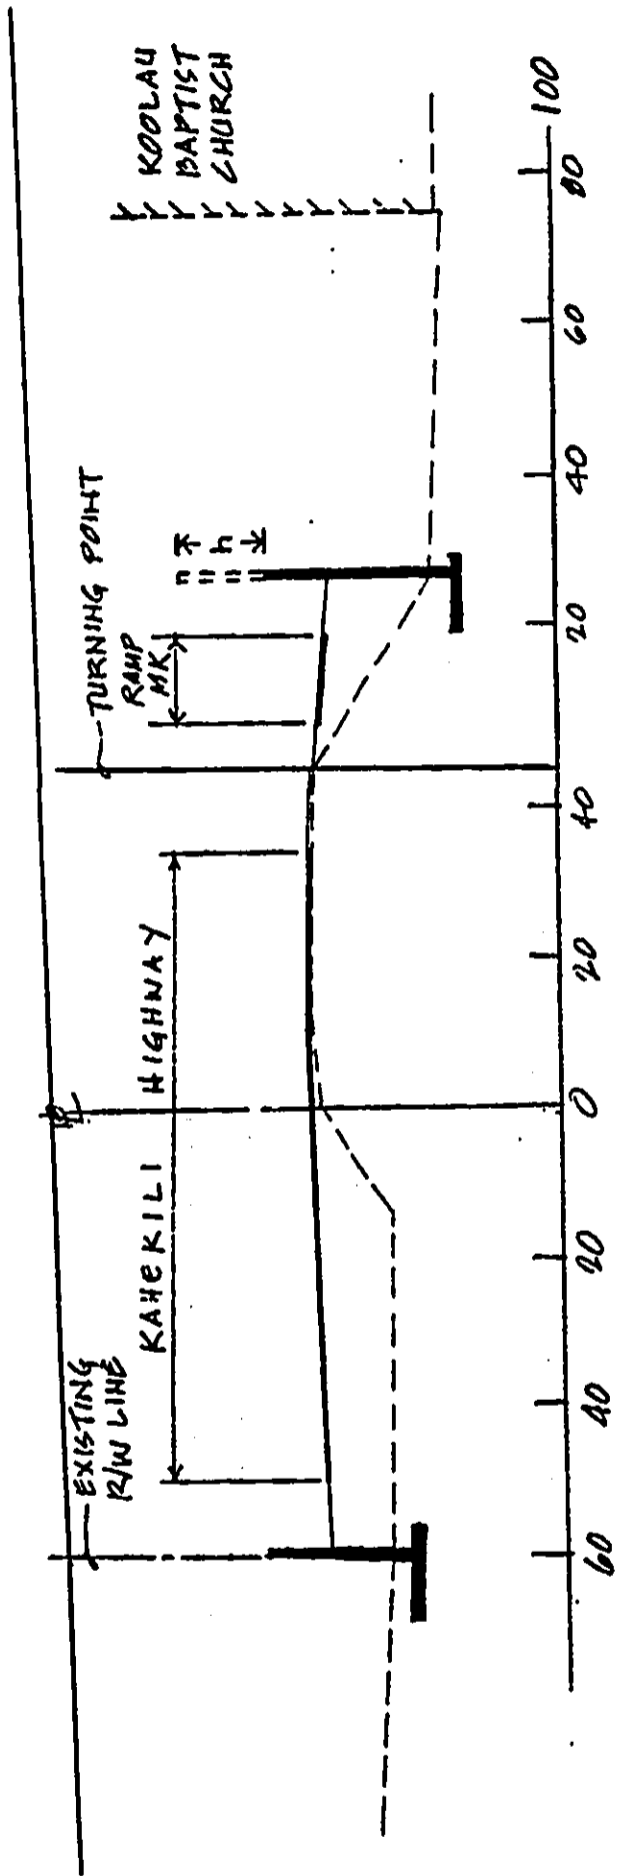 EXISTING
R/W LINE
KAHEKILI HIGHWAY
TURNING POINT
RAMP
MK
h
KOOLAU
BAPTIST
CHURCH
60 40 20 0 20 40 20 40 60 80 100